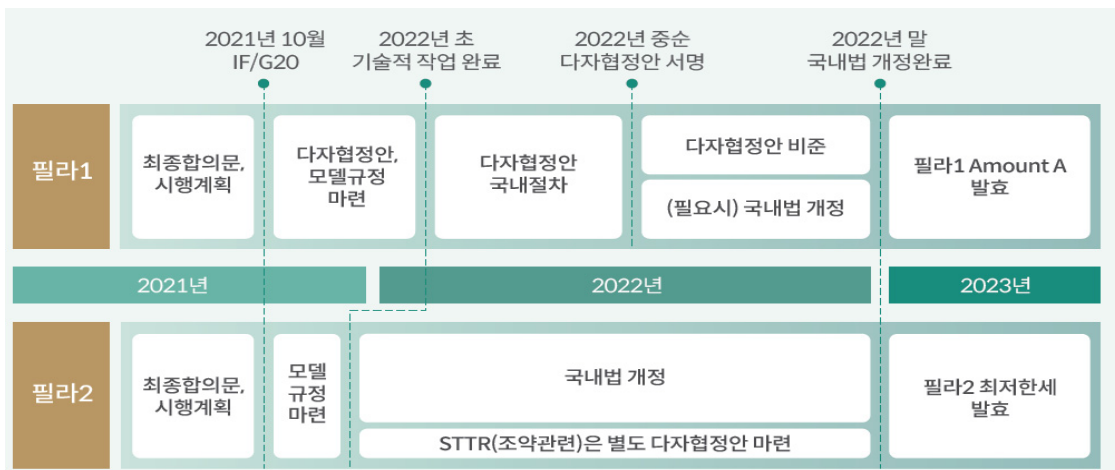 2021년 10월
IF/G20
2022년 초
기술적 작업 완료
2022년 중순
다자협정안 서명
2022년 말
국내법 개정완료
필라1
최종합의문,
시행계획
다자협정안,
모델규정
마련
다자협정안
국내절차
다자협정안 비준
(필요시) 국내법 개정
필라1 Amount A
발효
2021년
2022년
2023년
필라2
최종합의문,
시행계획
모델
규정
마련
국내법 개정
STTR(조약관련)은 별도 다자협정안 마련
필라2 최저한세
발효